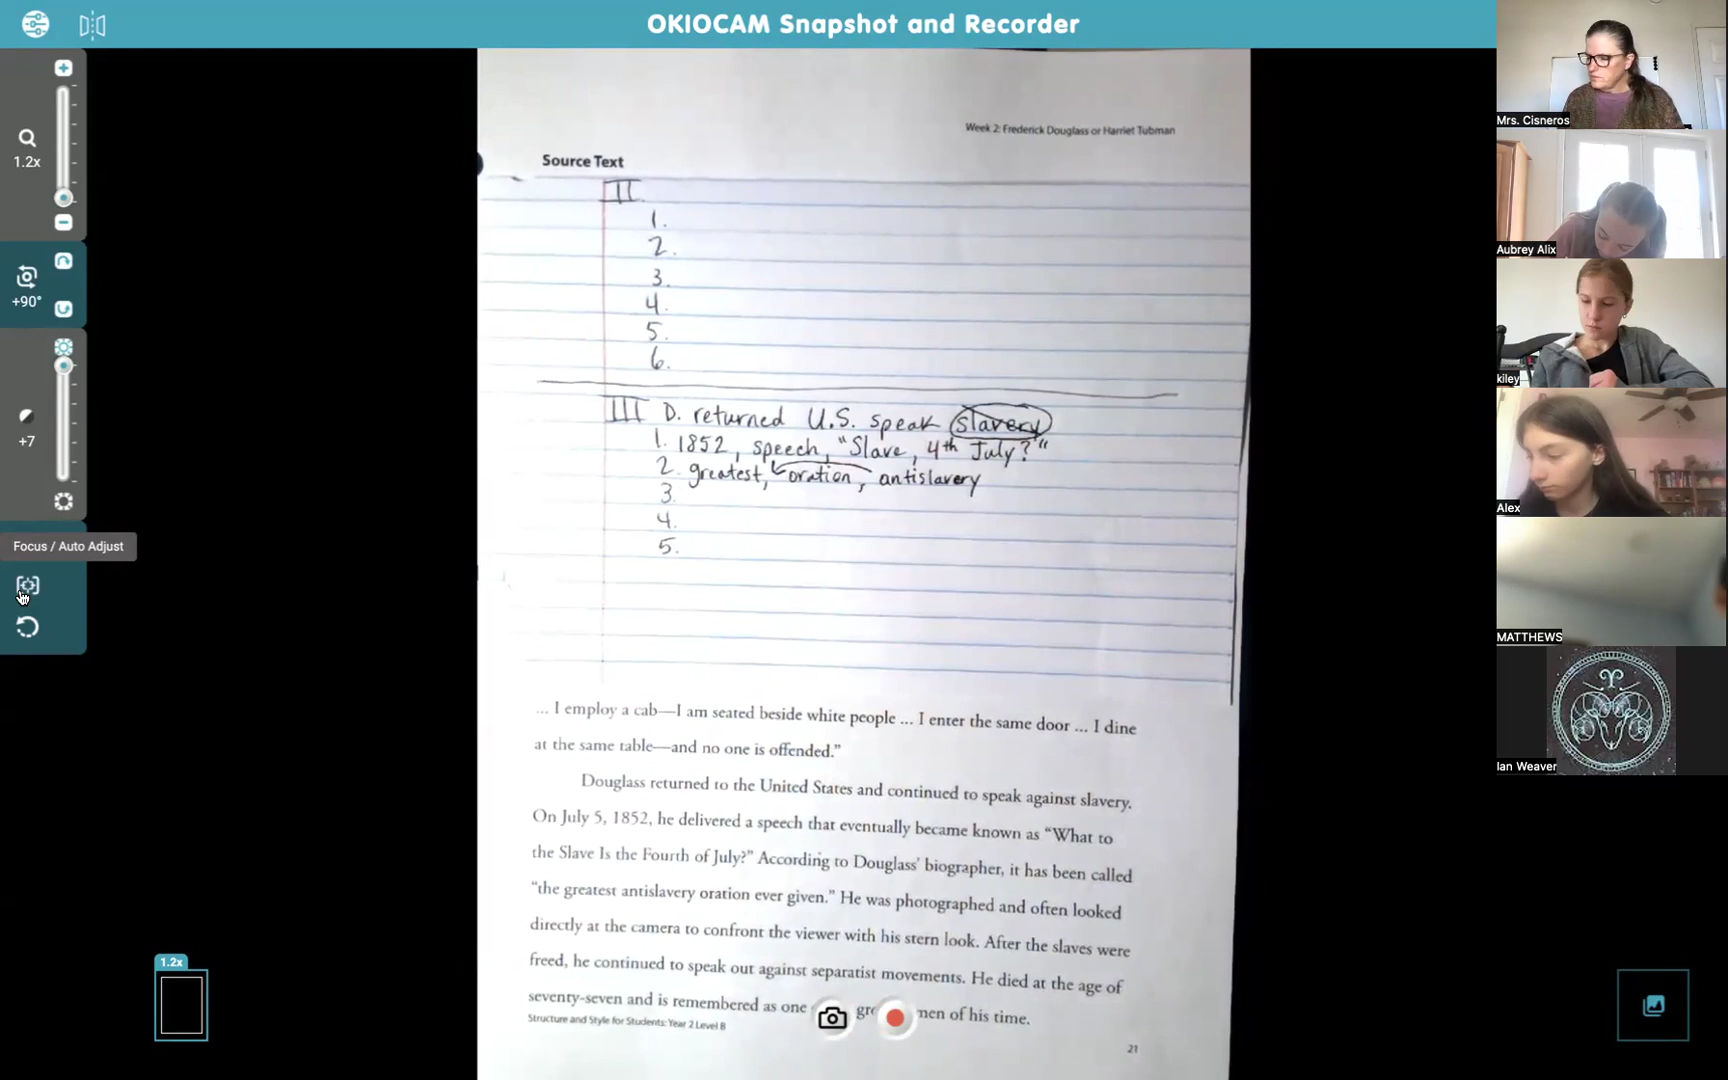 OKIOCAM Snapshot and Recorder
1.2x
+90°
+7
Focus / Auto Adjust
1.2x
Week 2: Frederick Douglass or Harriet Tubman
Source Text
II
1.
2.
3.
4.
5.
6.
III D. returned U.S. speak slavery
1. 1852, speech, "Slave, 4th July?"
2. greatest, oration, antislavery
3.
4.
5.
... I employ a cab—I am seated beside white people ... I enter the same door ... I dine
at the same table—and no one is offended."
Douglass returned to the United States and continued to speak against slavery.
On July 5, 1852, he delivered a speech that eventually became known as "What to
the Slave Is the Fourth of July?" According to Douglass' biographer, it has been called
"the greatest antislavery oration ever given." He was photographed and often looked
directly at the camera to confront the viewer with his stern look. After the slaves were
freed, he continued to speak out against separatist movements. He died at the age of
seventy-seven and is remembered as one men of his time.
Structure and Style for Students: Year 2 Level B
21
Mrs. Cisneros
Aubrey Alix
kiley
Alex
MATTHEWS
Ian Weaver